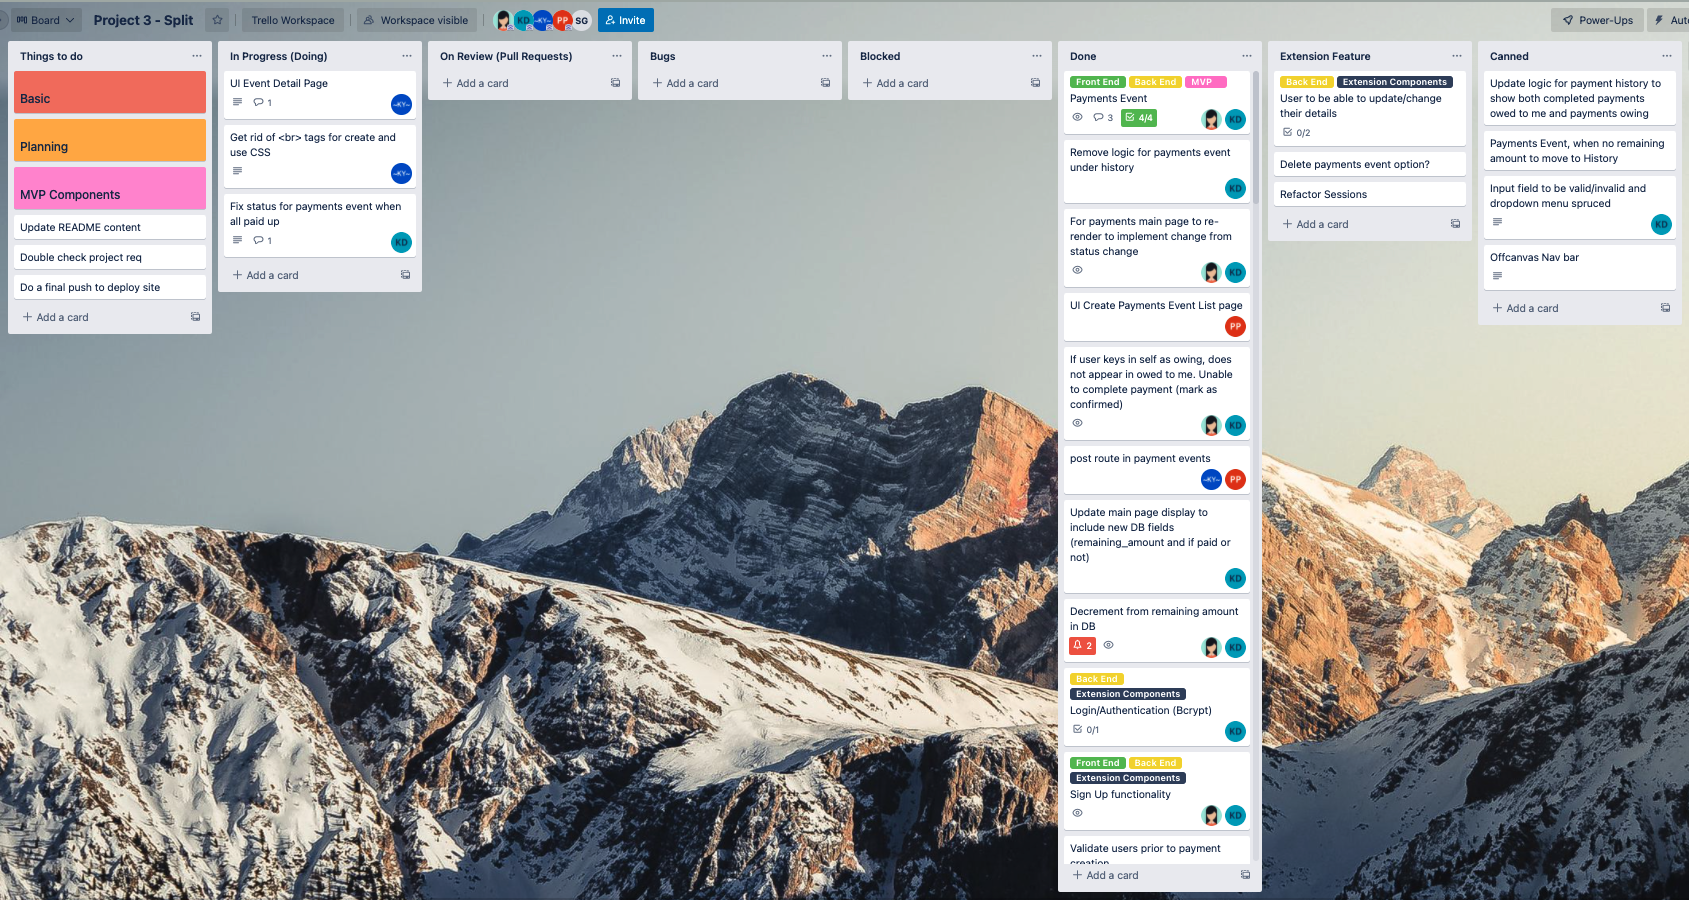 Board
Project 3 - Split
Trello Workspace
Workspace visible
KD
~KY~
PP
SG
Invite
Power-Ups
Things to do
Basic
Planning
MVP Components
Update README content
Double check project req
Do a final push to deploy site
Add a card
In Progress (Doing)
UI Event Detail Page
1
~KY~
Get rid of <br> tags for create and
use CSS
~KY~
Fix status for payments event when
all paid up
1
KD
Add a card
On Review (Pull Requests)
Add a card
Bugs
Add a card
Blocked
Add a card
Done
Front End Back End MVP
Payments Event
3 4/4 KD
Remove logic for payments event
under history
KD
For payments main page to re-
render to implement change from
status change
KD
UI Create Payments Event List page
PP
If user keys in self as owing, does
not appear in owed to me. Unable
to complete payment (mark as
confirmed)
KD
post route in payment events
~KY~ PP
Update main page display to
include new DB fields
(remaining_amount and if paid or
not)
KD
Decrement from remaining amount
in DB
2 KD
Back End
Extension Components
Login/Authentication (Bcrypt)
0/1 KD
Front End Back End
Extension Components
Sign Up functionality
KD
Validate users prior to payment
creation
Add a card
Extension Feature
Back End Extension Components
User to be able to update/change
their details
0/2
Delete payments event option?
Refactor Sessions
Add a card
Canned
Update logic for payment history to
show both completed payments
owed to me and payments owing
Payments Event, when no remaining
amount to move to History
Input field to be valid/invalid and
dropdown menu spruced
KD
Offcanvas Nav bar
Add a card